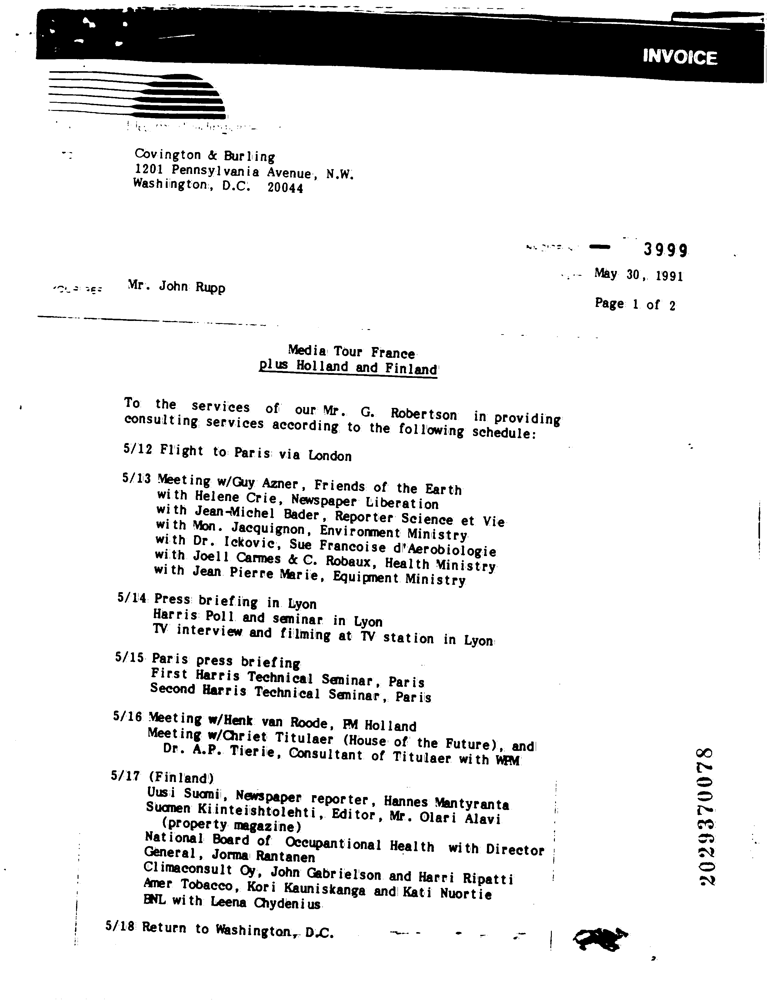 INVOICE
Covington & Burling
1201 Pennsylvania Avenue, N.W.
Washington, D.C. 20044
3999
May 30, 1991
Mr. John Rupp
Page 1 of 2
Media Tour France
plus Holland and Finland
To the services of our Mr. G. Robertson in providing
consulting services according to the following schedule:
5/12 Flight to Paris via London
5/13 Meeting w/Guy Azner, Friends of the Earth
with Helene Crie, Newspaper Liberation
with Jean-Michel Bader, Reporter Science et Vie
with Mon. Jacquignon, Environment Ministry
with Dr. Ickovic, Sue Francoise d'Aerobiologie
with Joell Carmes & C. Robaux, Health Ministry
with Jean Pierre Marie, Equipment Ministry
5/14 Press briefing in Lyon
Harris Poll and seminar in Lyon
TV interview and filming at TV station in Lyon
5/15 Paris press briefing
First Harris Technical Seminar, Paris
Second Harris Technical Seminar, Paris
5/16 Meeting w/Henk van Roode, PM Holland
Meeting w/Chriet Titulaer (House of the Future), and
Dr. A.P. Tierie, Consultant of Titulaer with WPM
5/17 (Finland)
Uusi Suomi, Newspaper reporter, Hannes Mantyranta
Suomen Kiinteishtolehti, Editor, Mr. Olari Alavi
(property magazine)
National Board of Occupantional Health with Director
General, Jorma Rantanen
Climaconsult Oy, John Gabrielson and Harri Ripatti
Amer Tobacco, Kori Kauniskanga and Kati Nuortie
BNL with Leena Chydenius
5/18 Return to Washington, D.C.
2029370078